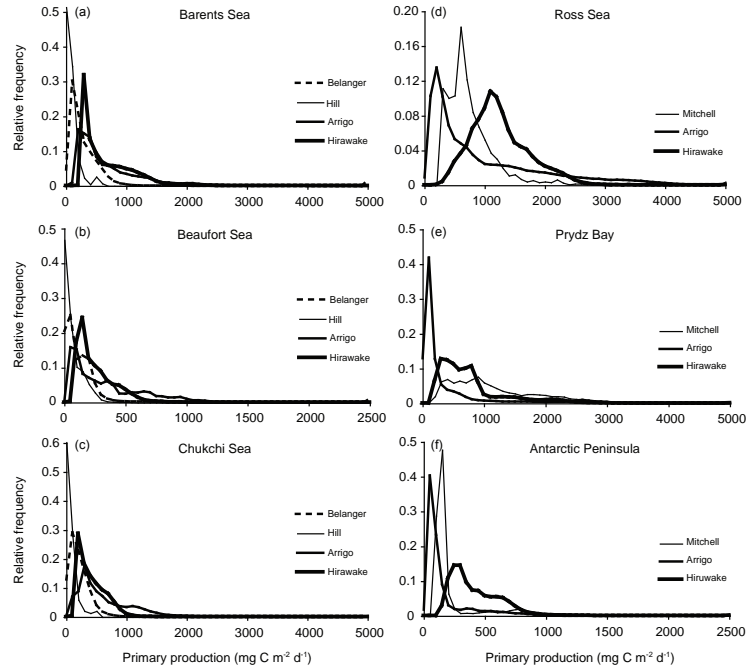 (a)
Barents Sea
0.5
0.4
0.3
0.2
0.1
0
Relative frequency
Belanger
Hill
Arrigo
Hirawake
0 1000 2000 3000 4000 5000
(b)
Beaufort Sea
0.5
0.4
0.3
0.2
0.1
0
Relative frequency
Belanger
Hill
Arrigo
Hirawake
0 500 1000 1500 2000 2500
(c)
Chukchi Sea
0.6
0.5
0.4
0.3
0.2
0.1
0
Relative frequency
Belanger
Hill
Arrigo
Hirawake
0 1000 2000 3000 4000 5000
Primary production (mg C m-2 d-1)
(d)
Ross Sea
0.20
0.16
0.12
0.08
0.04
0
Mitchell
Arrigo
Hirawake
0 1000 2000 3000 4000 5000
(e)
Prydz Bay
0.5
0.4
0.3
0.2
0.1
0
Mitchell
Arrigo
Hirawake
0 1000 2000 3000 4000 5000
(f)
Antarctic Peninsula
0.5
0.4
0.3
0.2
0.1
0
Mitchell
Arrigo
Hiruwake
0 500 1000 1500 2000 2500
Primary production (mg C m-2 d-1)